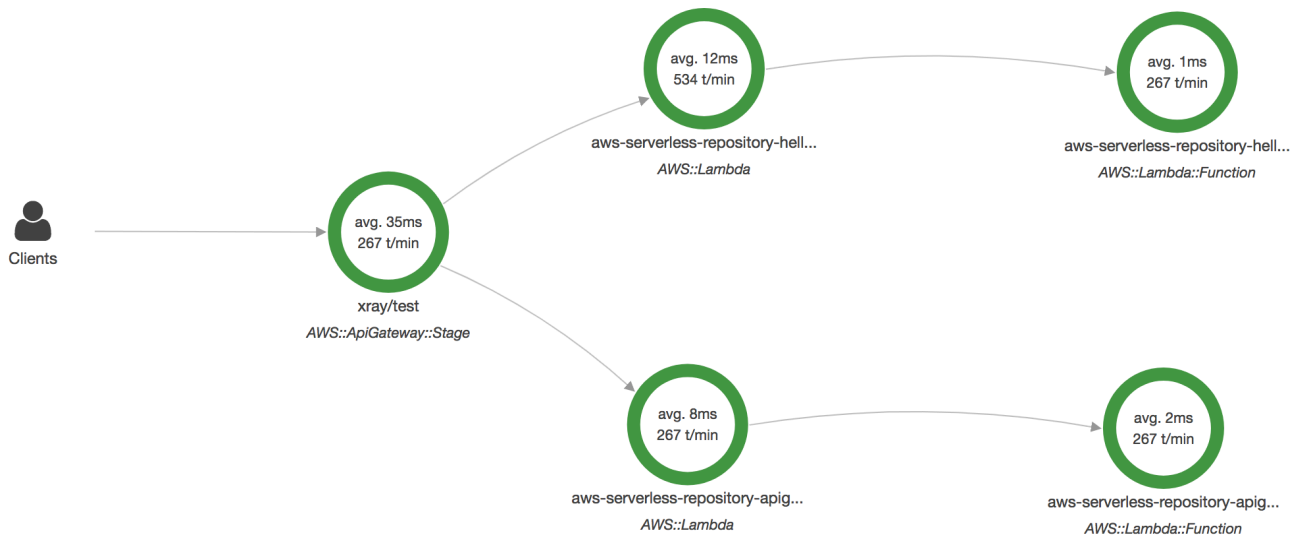 avg. 12ms
534 t/min
aws-serverless-repository-hell...
AWS::Lambda
avg. 1ms
267 t/min
aws-serverless-repository-hell...
AWS::Lambda::Function
Clients
avg. 35ms
267 t/min
xray/test
AWS::ApiGateway::Stage
avg. 8ms
267 t/min
aws-serverless-repository-apig...
AWS::Lambda
avg. 2ms
267 t/min
aws-serverless-repository-apig...
AWS::Lambda::Function